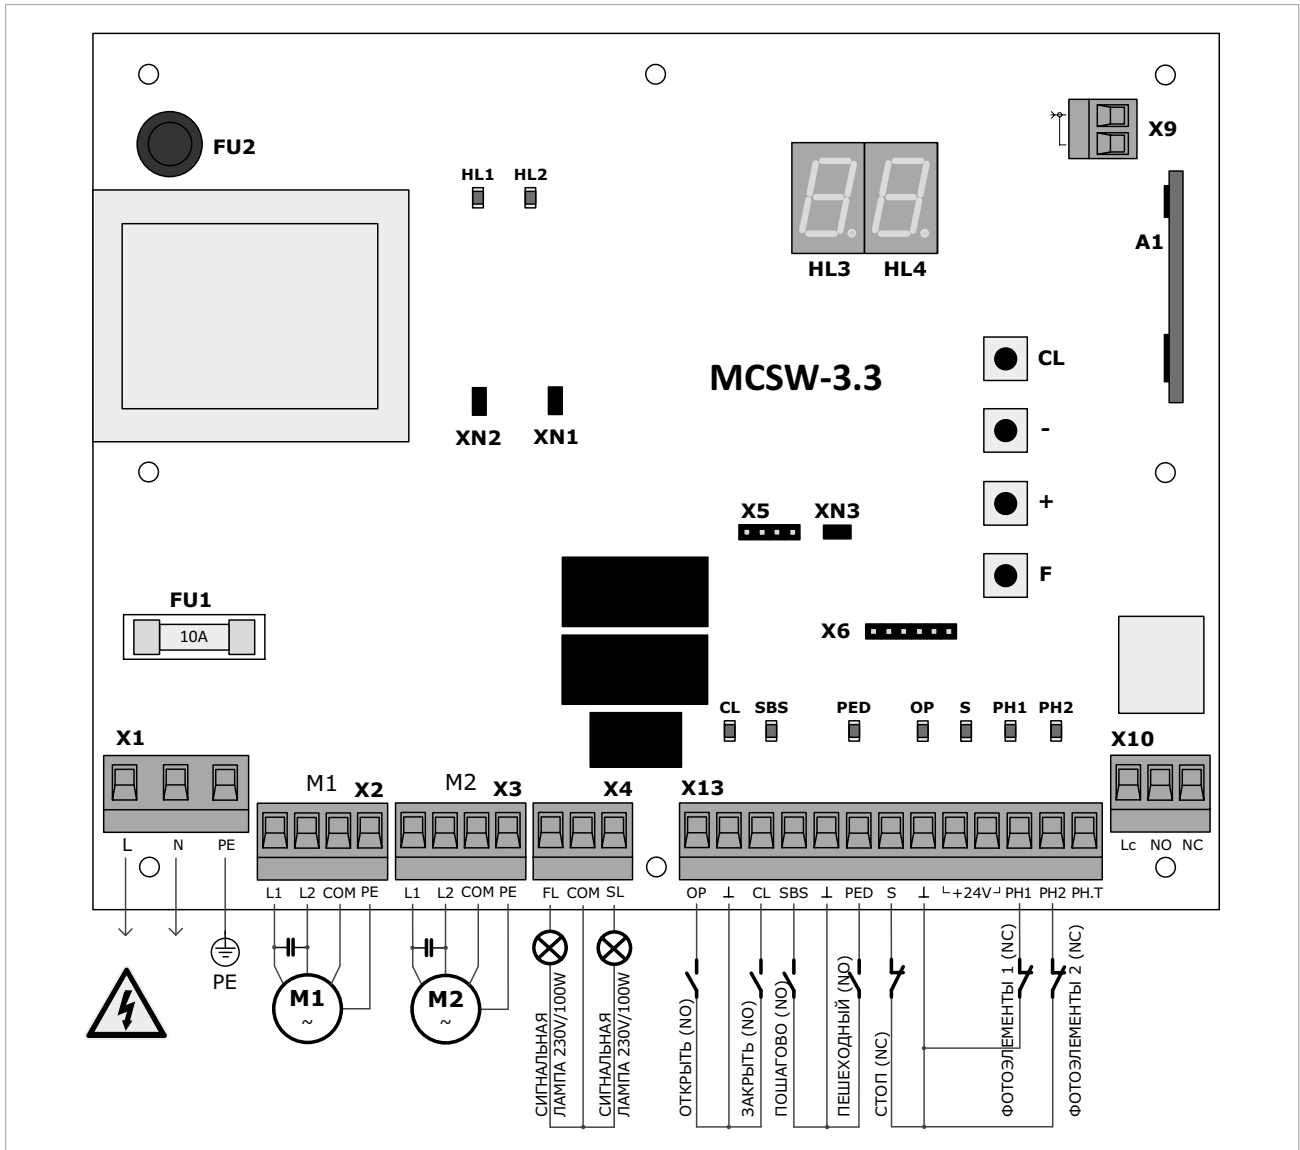 FU2
HL1 HL2
X9
HL3 HL4
A1
CL
MCSW-3.3
-
XN2 XN1
+
X5 XN3
F
FU1
10A
X6
CL SBS PED OP S PH1 PH2
X1
X10
M1 X2
M2 X3
X4
X13
L N PE
Lc NO NC
L1 L2 COM PE
L1 L2 COM PE
FL COM SL
OP ⊥ CL SBS ⊥ PED S ⊥ └+24V┘ PH1 PH2 PH.T
PE
M1
~
M2
~
СИГНАЛЬНАЯ
ЛАМПА 230V/100W
СИГНАЛЬНАЯ
ЛАМПА 230V/100W
ОТКРЫТЬ (NO)
ЗАКРЫТЬ (NO)
ПОШАГОВО (NO)
ПЕШЕХОДНЫЙ (NO)
СТОП (NC)
ФОТОЭЛЕМЕНТЫ 1 (NC)
ФОТОЭЛЕМЕНТЫ 2 (NC)